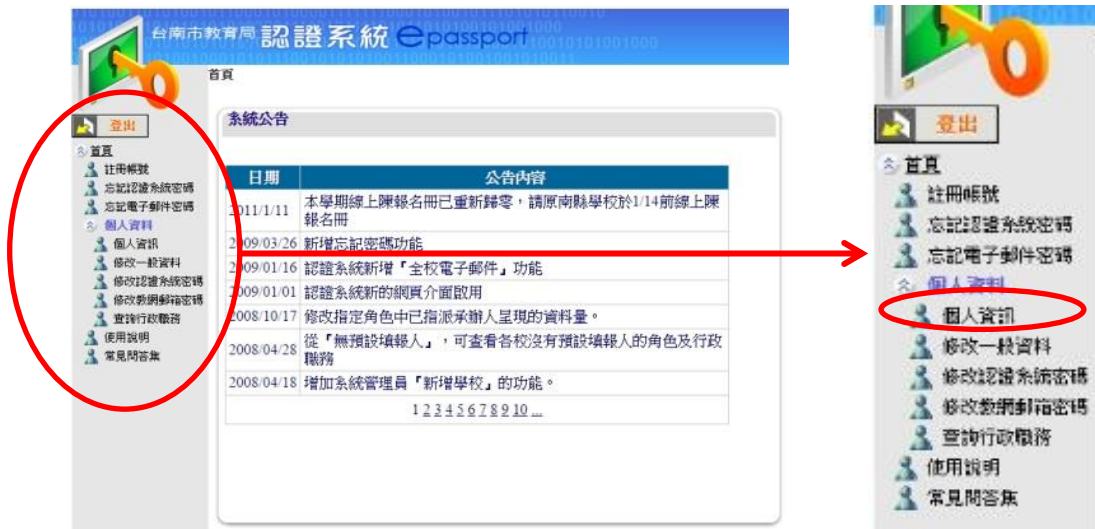 台南市教育局 認證系統 epassport
首頁
登出
首頁
註冊帳號
忘記認證系統密碼
忘記電子郵件密碼
個人資料
個人資訊
修改一般資料
修改認證系統密碼
修改教網郵箱密碼
查詢行政職務
使用說明
常見問答集
系統公告
日期 公告內容
2011/1/11 本學期線上陳報名冊已重新歸零，請原南縣學校於1/14前線上陳
報名冊
2009/03/26 新增忘記密碼功能
2009/01/16 認證系統新增『全校電子郵件』功能
2009/01/01 認證系統新的網頁介面啟用
2008/10/17 修改指定角色中已指派承辦人呈現的資料量。
2008/04/28 從「無預設填報人」，可查看各校沒有預設填報人的角色及行政
職務
2008/04/18 增加系統管理員『新增學校』的功能。
1 2 3 4 5 6 7 8 9 10 ...
登出
首頁
註冊帳號
忘記認證系統密碼
忘記電子郵件密碼
個人資料
個人資訊
修改一般資料
修改認證系統密碼
修改教網郵箱密碼
查詢行政職務
使用說明
常見問答集